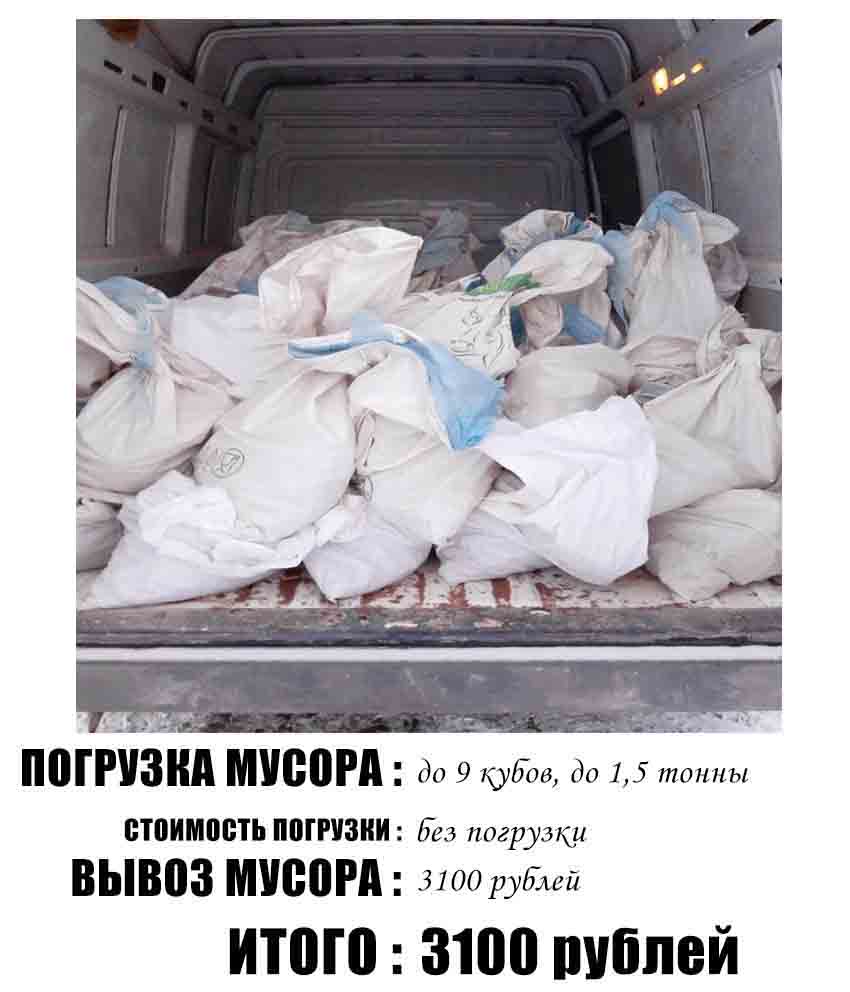 ПОГРУЗКА МУСОРА : до 9 кубов, до 1,5 тонны
СТОИМОСТЬ ПОГРУЗКИ : без погрузки
ВЫВОЗ МУСОРА : 3100 рублей
ИТОГО : 3100 рублей